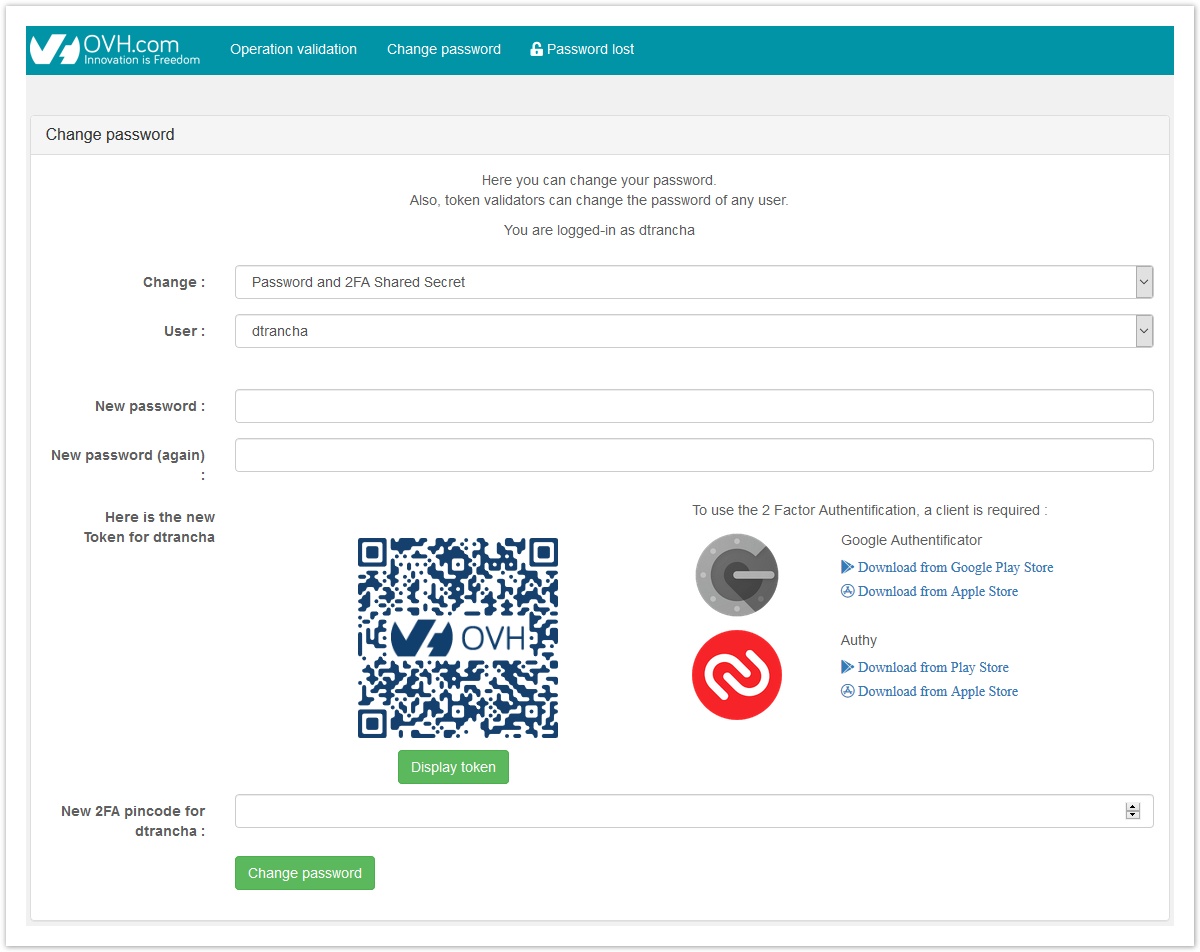 OVH.com
Innovation is Freedom
Operation validation
Change password
Password lost
Change password
Here you can change your password.
Also, token validators can change the password of any user.
You are logged-in as dtrancha
Change :
Password and 2FA Shared Secret
User :
dtrancha
New password :
New password (again)
:
Here is the new
Token for dtrancha
OVH
Display token
To use the 2 Factor Authentification, a client is required :
Google Authentificator
Download from Google Play Store
Download from Apple Store
Authy
Download from Play Store
Download from Apple Store
New 2FA pincode for
dtrancha :
Change password